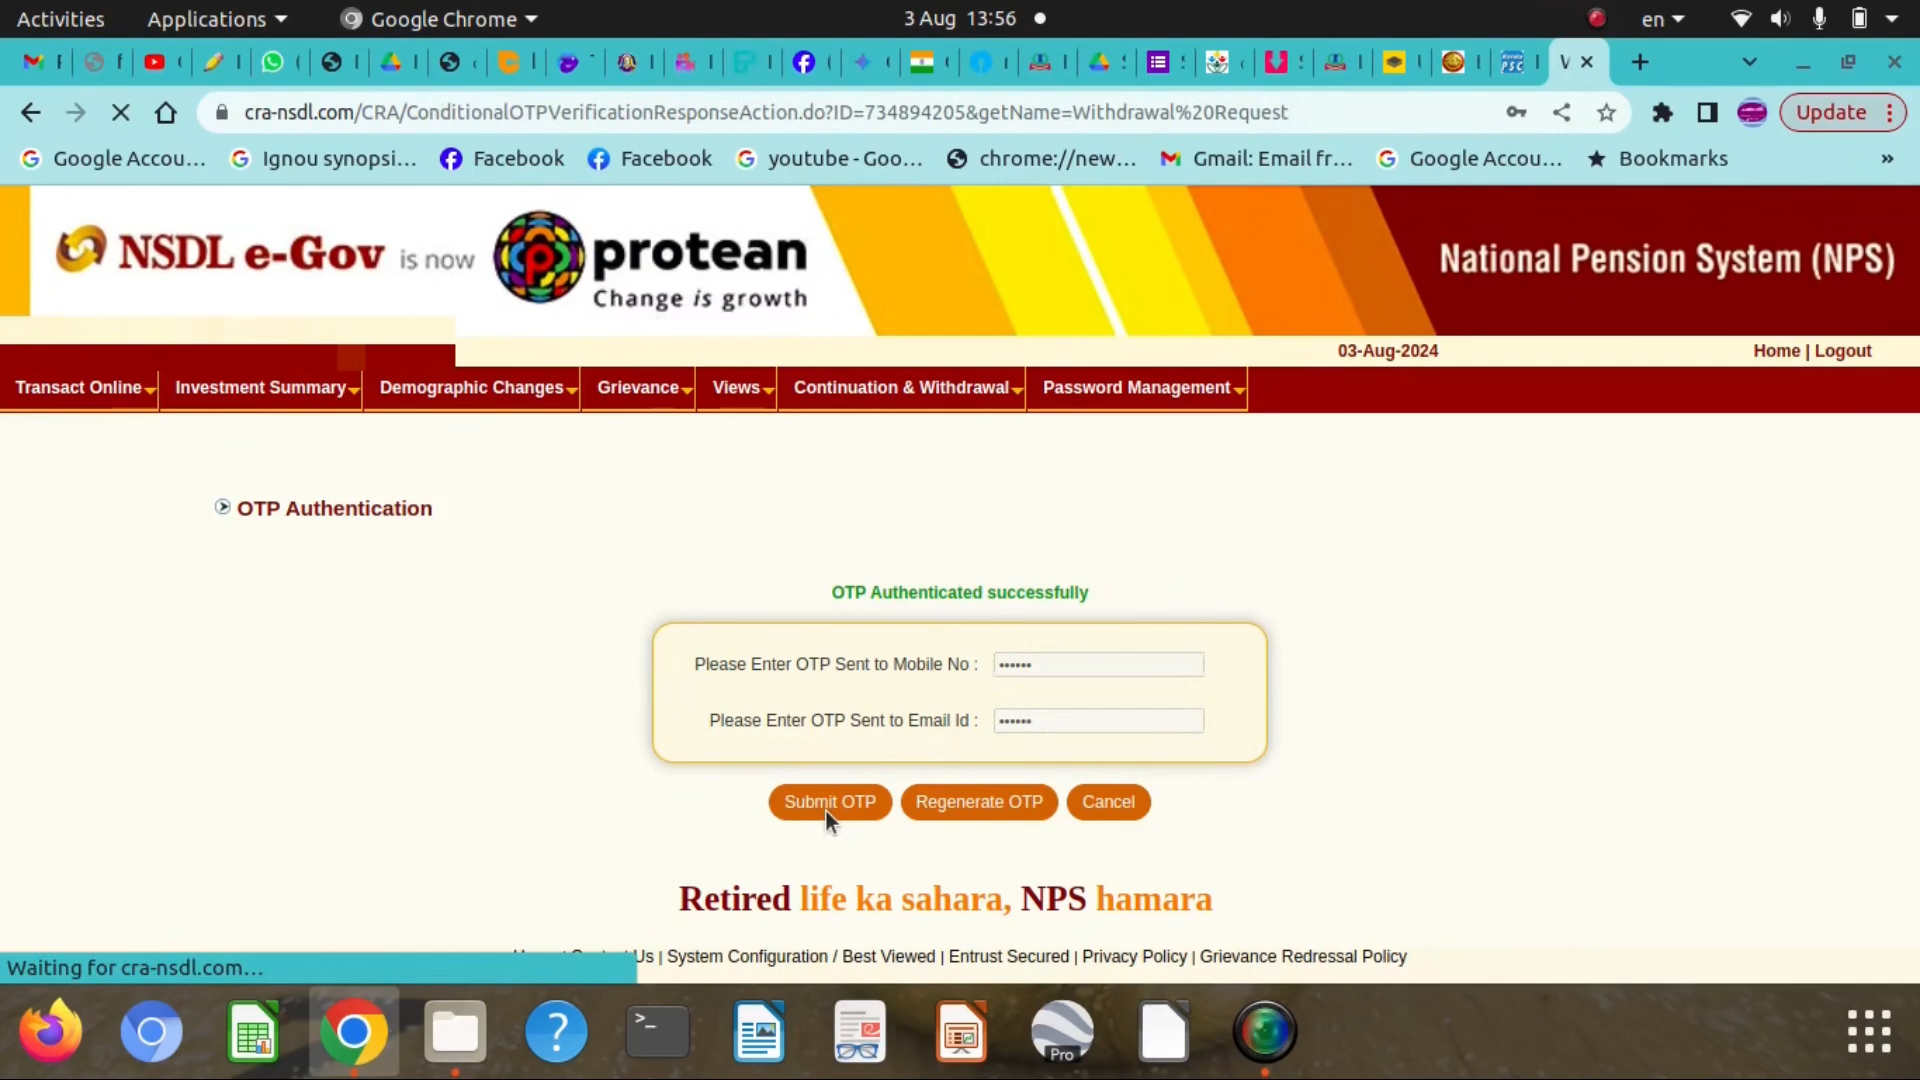 Activities Applications Google Chrome 3 Aug 13:56 en
cra-nsdl.com/CRA/ConditionalOTPVerificationResponseAction.do?ID=734894205&getName=Withdrawal%20Request Update
Google Accou... Ignou synopsi... Facebook Facebook youtube - Goo... chrome://new... Gmail: Email fr... Google Accou... Bookmarks »
NSDL e-Gov is now protean
Change is growth
National Pension System (NPS)
03-Aug-2024 Home | Logout
Transact Online Investment Summary Demographic Changes Grievance Views Continuation & Withdrawal Password Management
OTP Authentication
OTP Authenticated successfully
Please Enter OTP Sent to Mobile No : ••••••
Please Enter OTP Sent to Email Id : ••••••
Submit OTP Regenerate OTP Cancel
Retired life ka sahara, NPS hamara
Us | System Configuration / Best Viewed | Entrust Secured | Privacy Policy | Grievance Redressal Policy
Waiting for cra-nsdl.com...
Pro